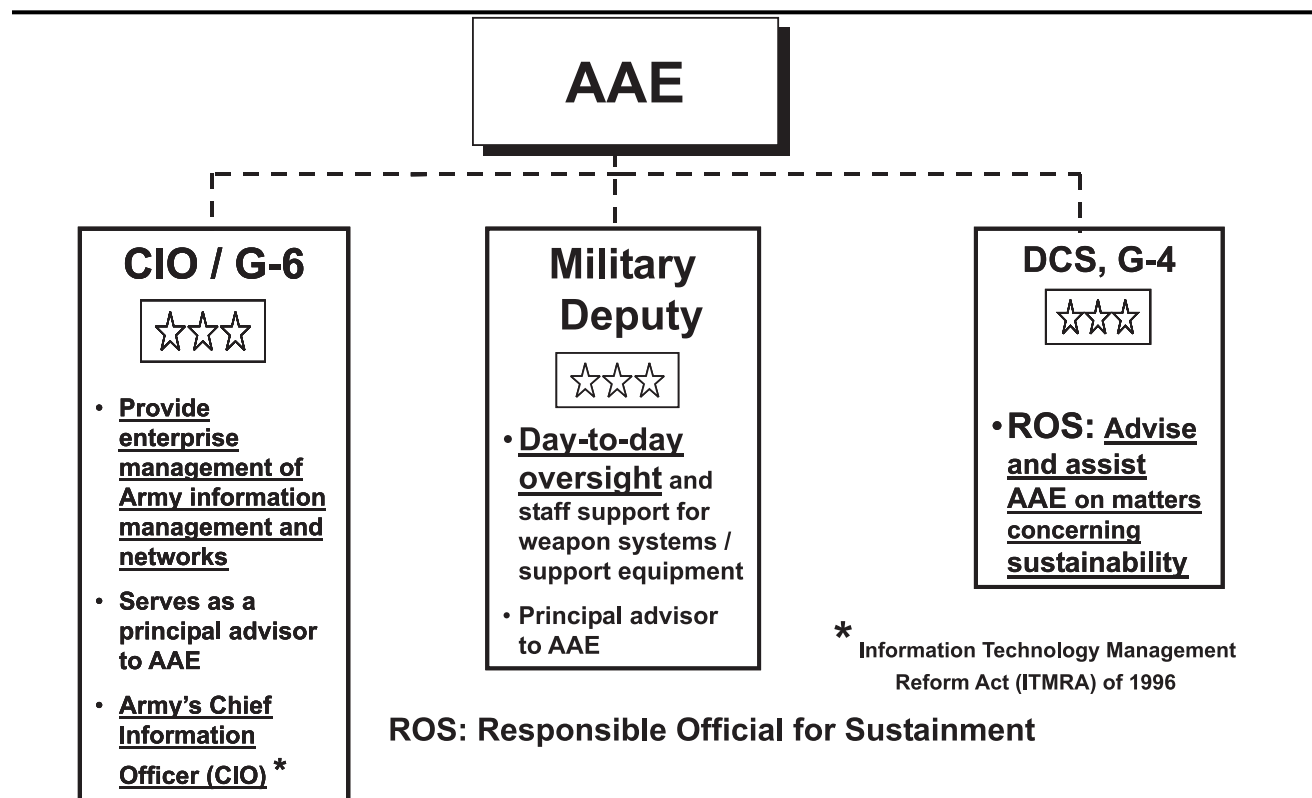 AAE
CIO / G-6
• Provide
enterprise
management of
Army information
management and
networks
• Serves as a
principal advisor
to AAE
• Army’s Chief
Information
Officer (CIO) *
Military
Deputy
• Day-to-day
oversight and
staff support for
weapon systems /
support equipment
• Principal advisor
to AAE
DCS, G-4
• ROS: Advise
and assist
AAE on matters
concerning
sustainability
* Information Technology Management
Reform Act (ITMRA) of 1996
ROS: Responsible Official for Sustainment